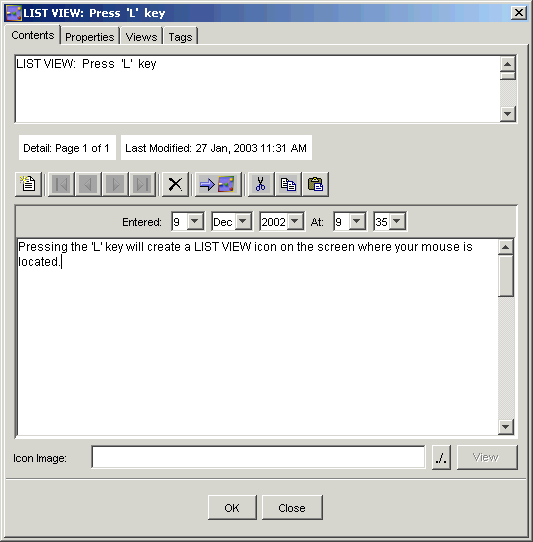 LIST VIEW: Press 'L' key
Contents Properties Views Tags
LIST VIEW: Press 'L' key
Detail: Page 1 of 1 Last Modified: 27 Jan, 2003 11:31 AM
Entered: 9 Dec 2002 At: 9 35
Pressing the 'L' key will create a LIST VIEW icon on the screen where your mouse is
located.
Icon Image: ./. View
OK Close